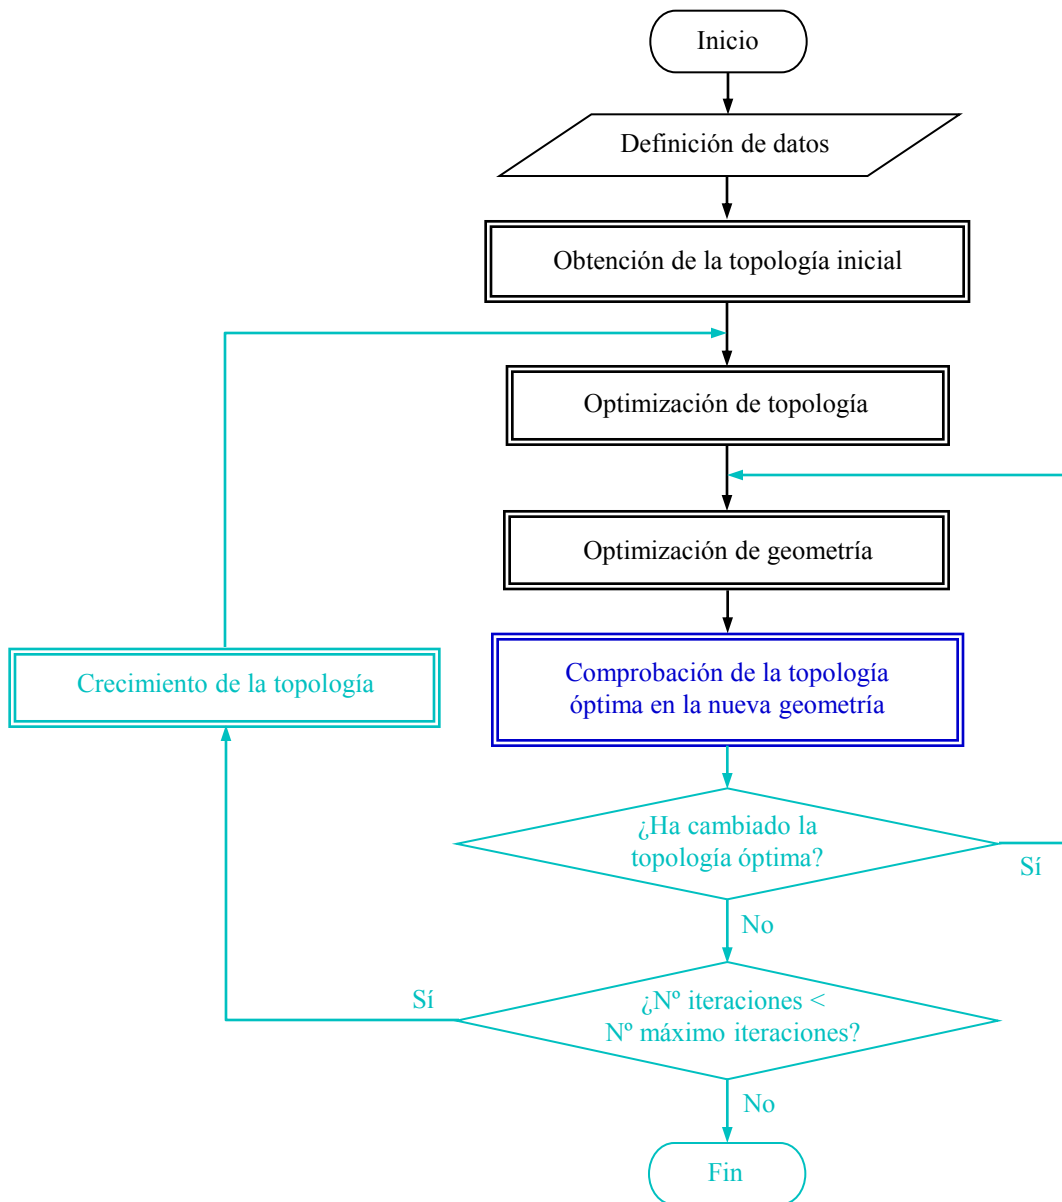 Inicio
Definición de datos
Obtención de la topología inicial
Optimización de topología
Optimización de geometría
Comprobación de la topología
óptima en la nueva geometría
Crecimiento de la topología
¿Ha cambiado la
topología óptima?
Sí
No
Sí
¿Nº iteraciones <
Nº máximo iteraciones?
No
Fin